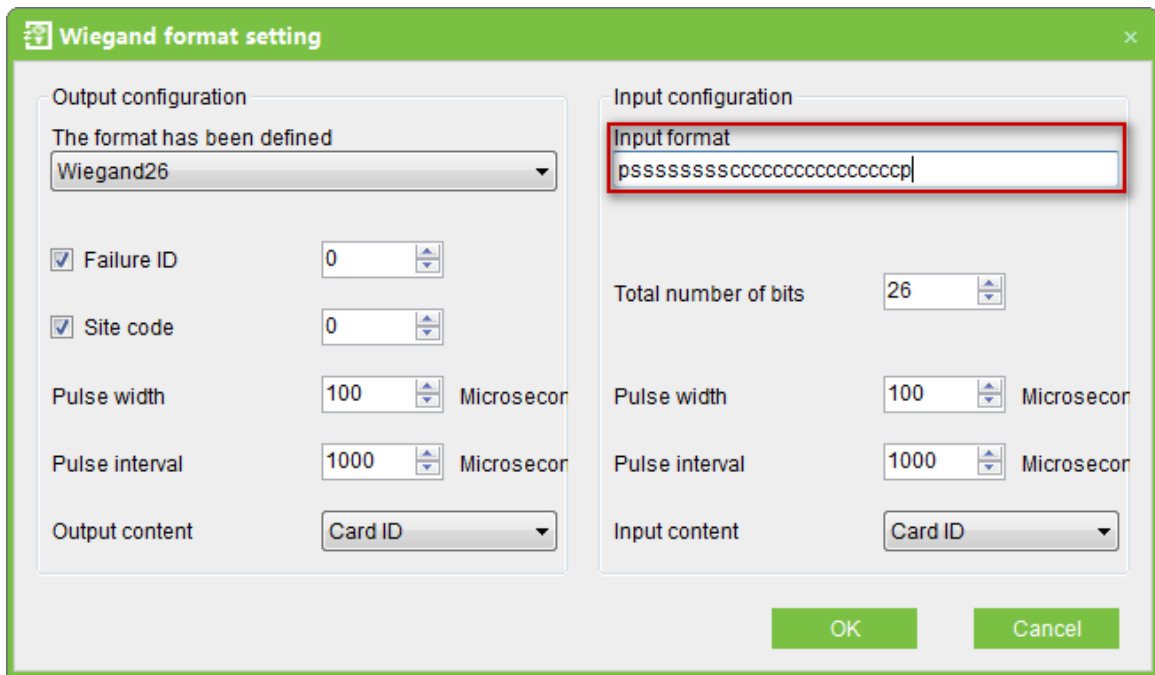 Wiegand format setting
Output configuration
The format has been defined
Wiegand26
Failure ID 0
Site code 0
Pulse width 100 Microsecon
Pulse interval 1000 Microsecon
Output content Card ID
Input configuration
Input format
pssssssssccccccccccccccccp
Total number of bits 26
Pulse width 100 Microsecon
Pulse interval 1000 Microsecon
Input content Card ID
OK Cancel